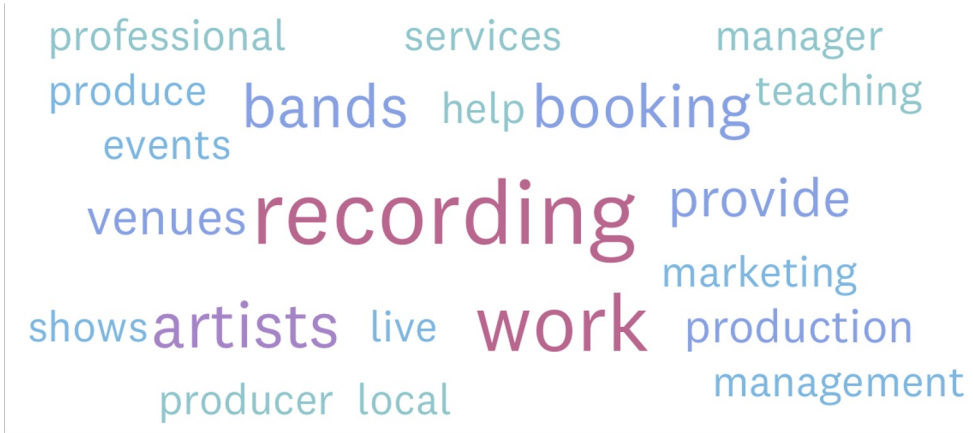 professional services manager
produce bands help booking teaching
events
venues recording provide
marketing
shows artists live work production
management
producer local